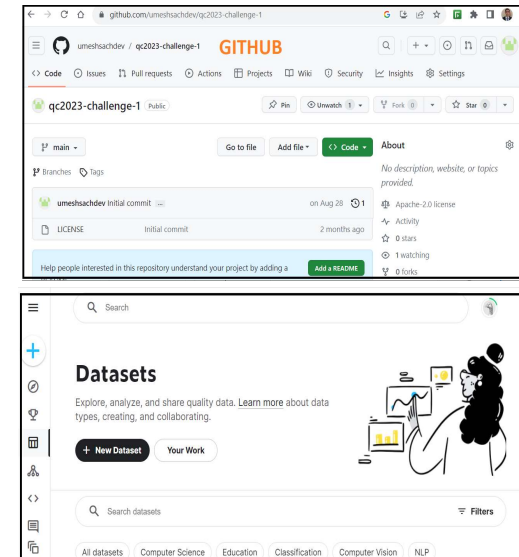 github.com/umeshsachdev/qc2023-challenge-1
umeshsachdev / qc2023-challenge-1 GITHUB
Code Issues Pull requests Actions Projects Wiki Security Insights Settings
qc2023-challenge-1 Public Pin Unwatch 1 Fork 0 Star 0
main Go to file Add file Code About
Branches Tags No description, website, or topics
provided.
umeshsachdev Initial commit ... on Aug 28 1 Apache-2.0 license
Activity
LICENSE Initial commit 2 months ago 0 stars
1 watching
Help people interested in this repository understand your project by adding a Add a README 0 forks
Search
Datasets
Explore, analyze, and share quality data. Learn more about data
types, creating, and collaborating.
+ New Dataset Your Work
Search datasets Filters
All datasets Computer Science Education Classification Computer Vision NLP